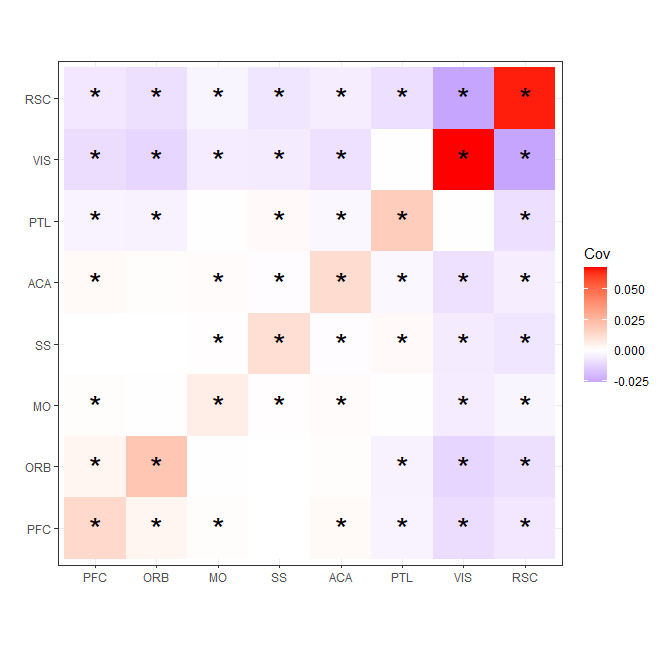 RSC * * * * * * * *
VIS * * * * * * *
PTL * * * * * *
ACA * * * * * * *
SS * * * * * *
MO * * * * * *
ORB * * * * *
PFC * * * * * * *
PFC ORB MO SS ACA PTL VIS RSC
Cov
0.050
0.025
0.000
-0.025